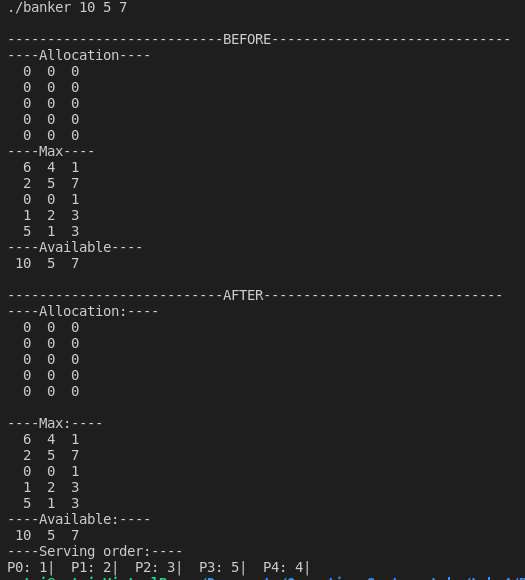 ./banker 10 5 7
---------------------------BEFORE------------------------------
----Allocation----
0 0 0
0 0 0
0 0 0
0 0 0
0 0 0
----Max----
6 4 1
2 5 7
0 0 1
1 2 3
5 1 3
----Available----
10 5 7
---------------------------AFTER------------------------------
----Allocation:----
0 0 0
0 0 0
0 0 0
0 0 0
0 0 0
----Max:----
6 4 1
2 5 7
0 0 1
1 2 3
5 1 3
----Available:----
10 5 7
----Serving order:----
P0: 1| P1: 2| P2: 3| P3: 5| P4: 4|